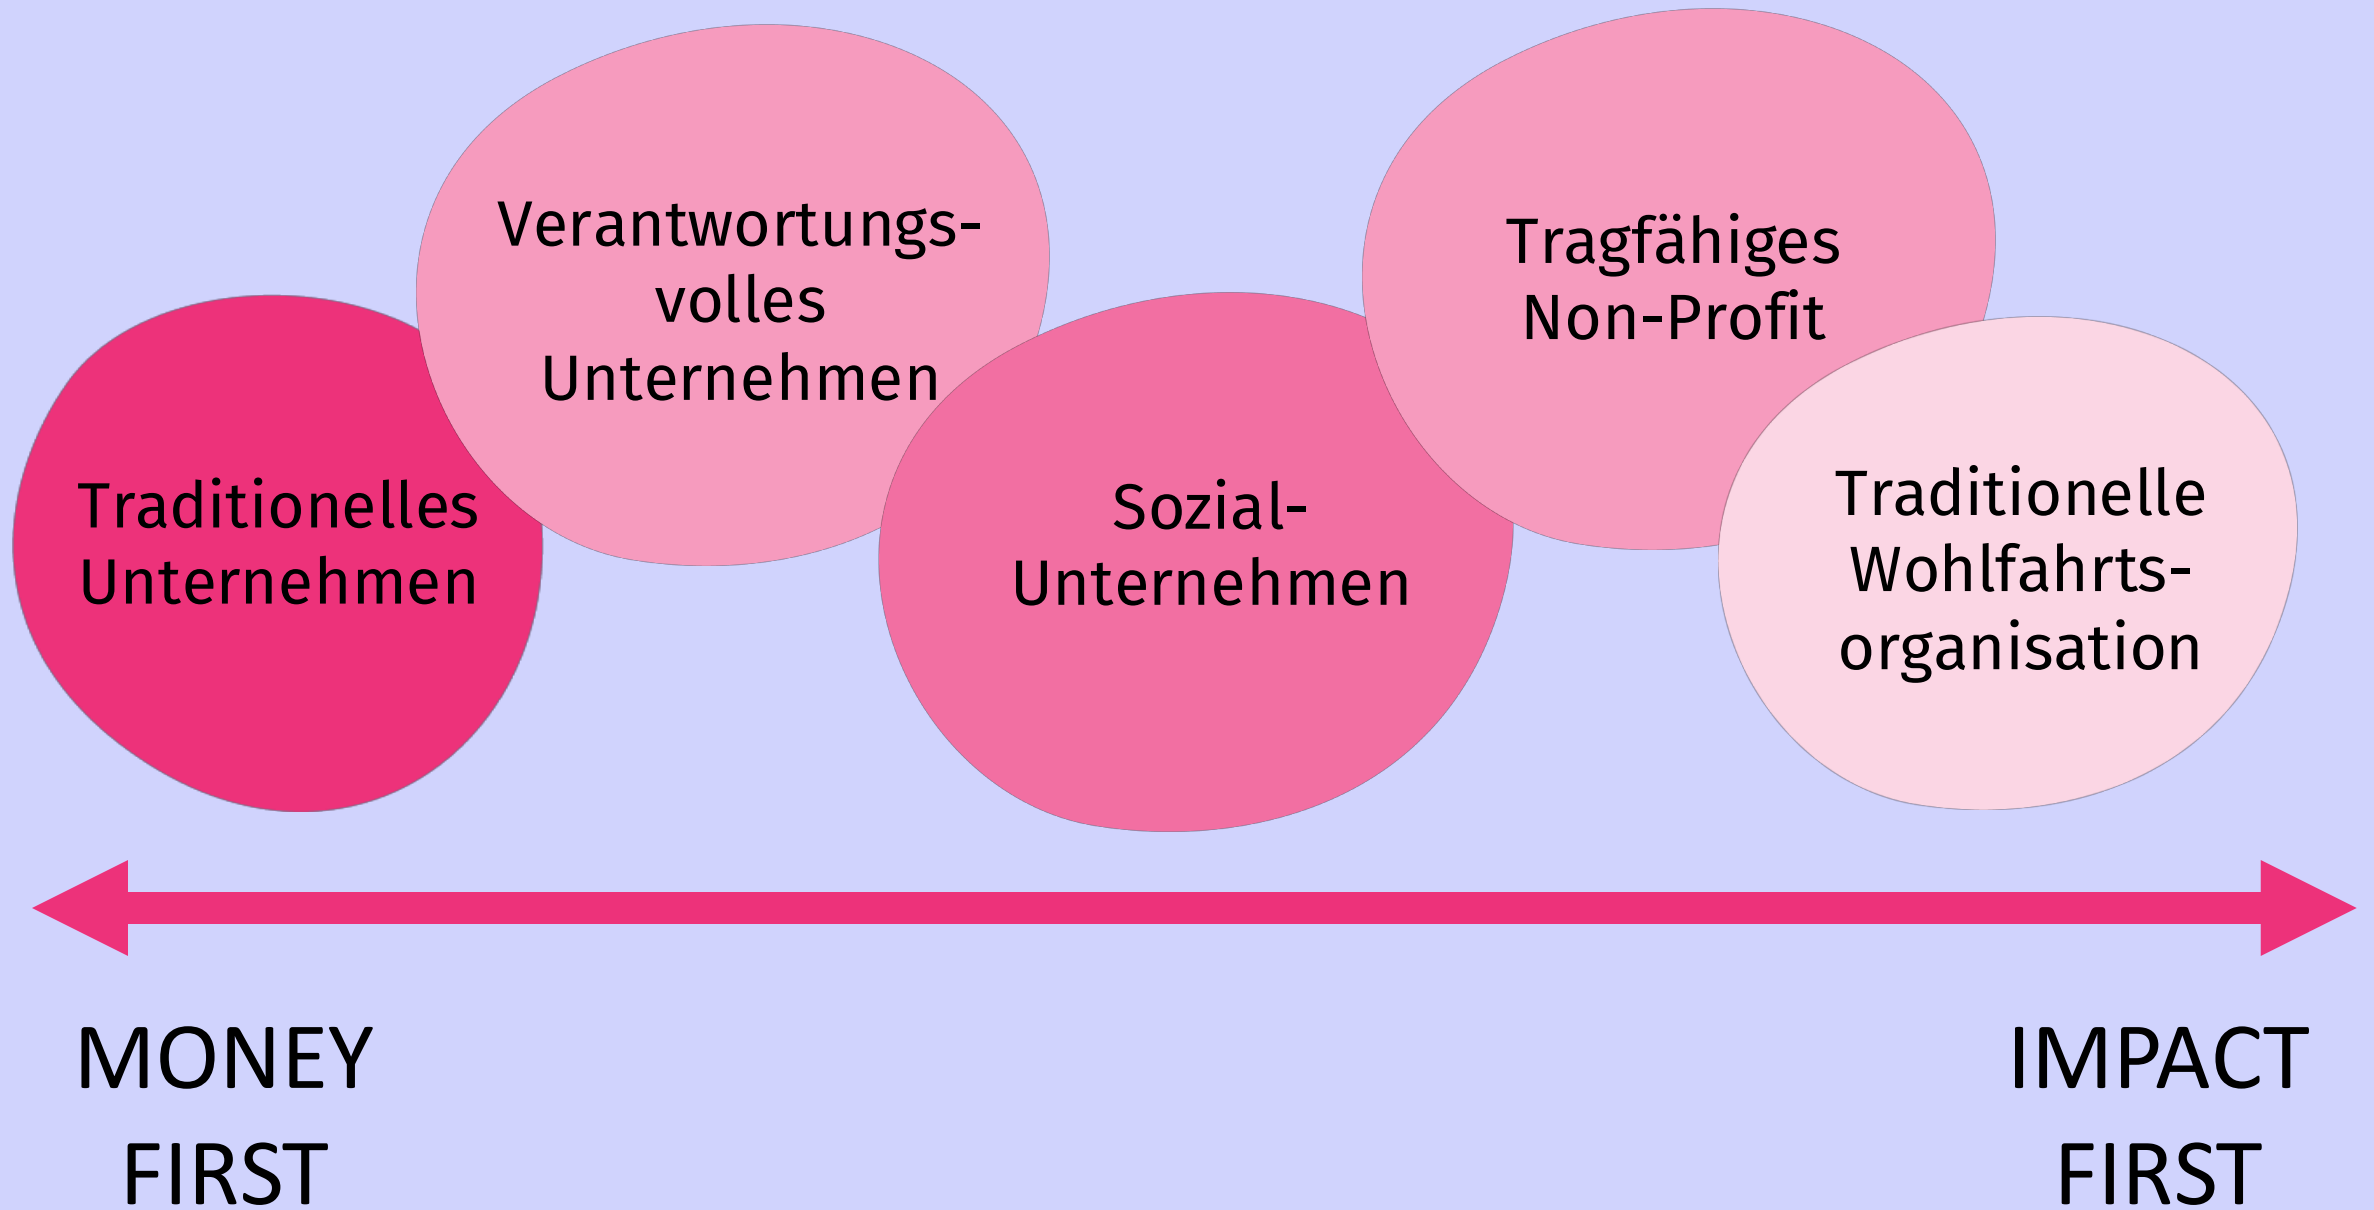 Traditionelles
Unternehmen
Verantwortungs-
volles
Unternehmen
Sozial-
Unternehmen
Tragfähiges
Non-Profit
Traditionelle
Wohlfahrts-
organisation
MONEY
FIRST
IMPACT
FIRST